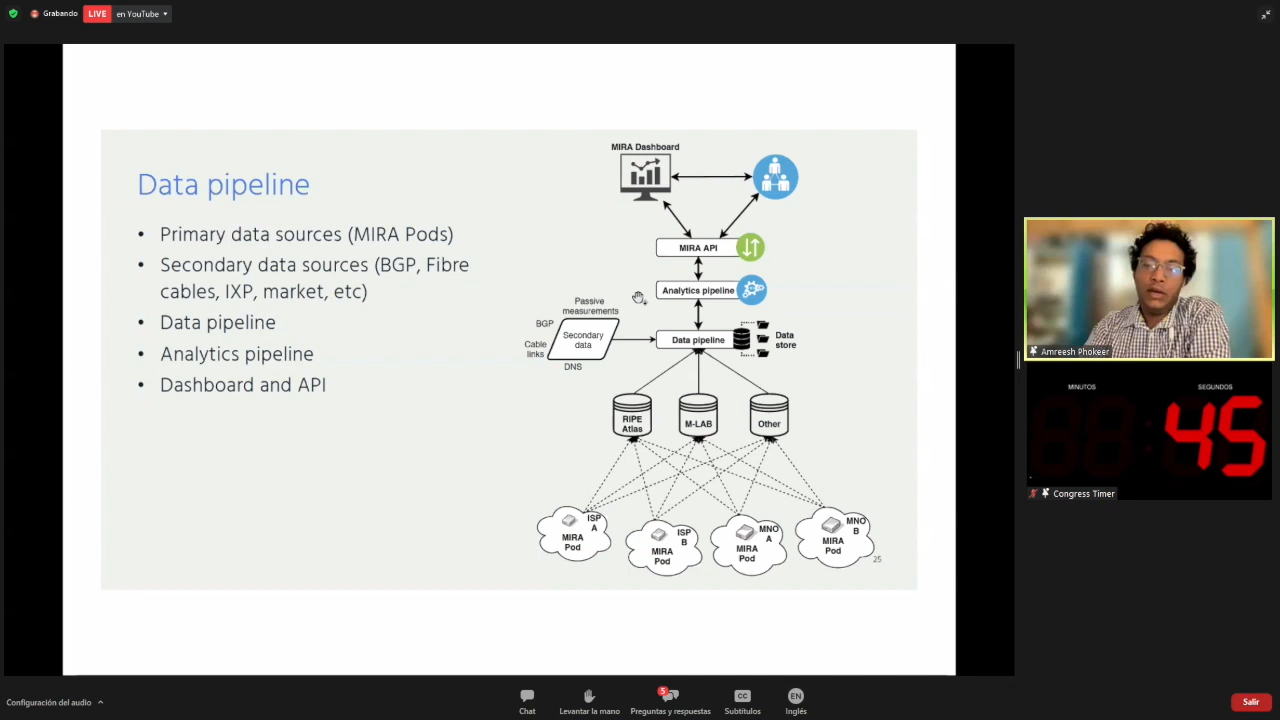 Grabando
LIVE
en YouTube
Data pipeline
• Primary data sources (MIRA Pods)
• Secondary data sources (BGP, Fibre
cables, IXP, market, etc)
• Data pipeline
• Analytics pipeline
• Dashboard and API
MIRA Dashboard
MIRA API
Analytics pipeline
Passive
measurements
BGP
Secondary
data
Cable
links
DNS
Data pipeline
Data
store
RIPE
Atlas
M-LAB
Other
ISP
A
MIRA
Pod
ISP
B
MIRA
Pod
MNO
A
MIRA
Pod
MNO
B
MIRA
Pod
25
Amreesh Phokeer
MINUTOS
SEGUNDOS
45
Congress Timer
Configuración del audio
Chat
Levantar la mano
5
Preguntas y respuestas
CC
Subtítulos
EN
Inglés
Salir